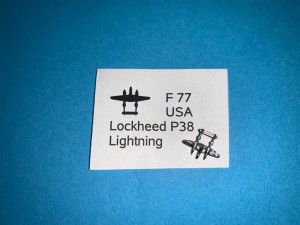 F 77
USA
Lockheed P38
Lightning